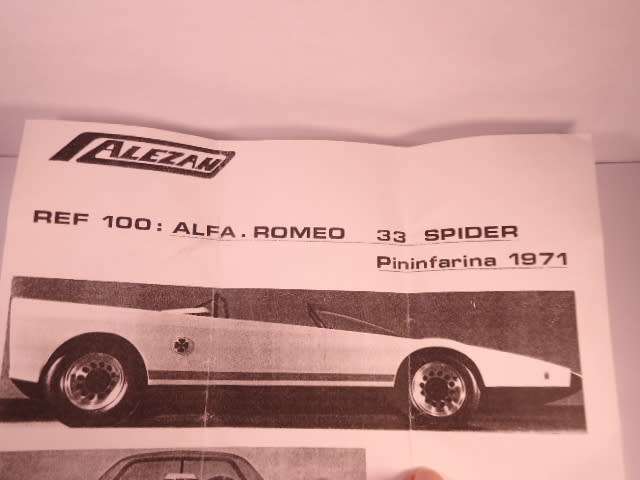 ALEZAN
REF 100: ALFA.ROMEO 33 SPIDER
Pininfarina 1971